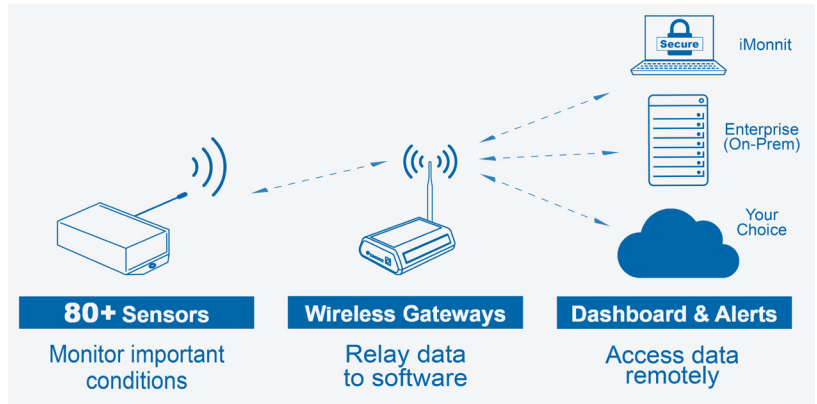 Secure
iMonnit
Enterprise
(On-Prem)
Your
Choice
80+ Sensors
Monitor important
conditions
Wireless Gateways
Relay data
to software
Dashboard & Alerts
Access data
remotely